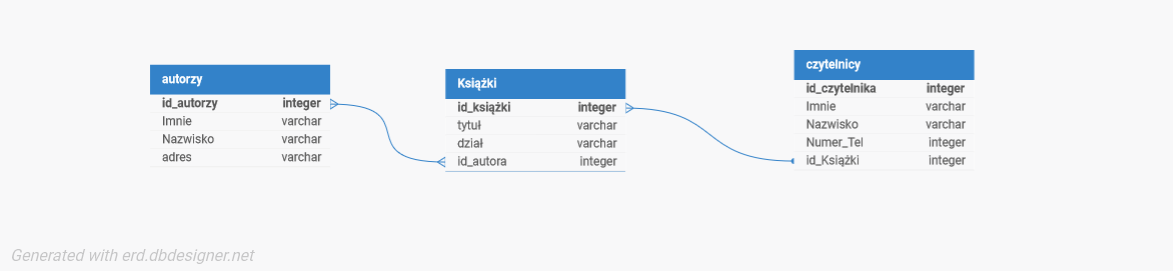 autorzy
id_autorzy integer
Imnie varchar
Nazwisko varchar
adres varchar
Książki
id_książki integer
tytuł varchar
dział varchar
id_autora integer
czytelnicy
id_czytelnika integer
Imnie varchar
Nazwisko varchar
Numer_Tel integer
id_Książki integer
Generated with erd.dbdesigner.net